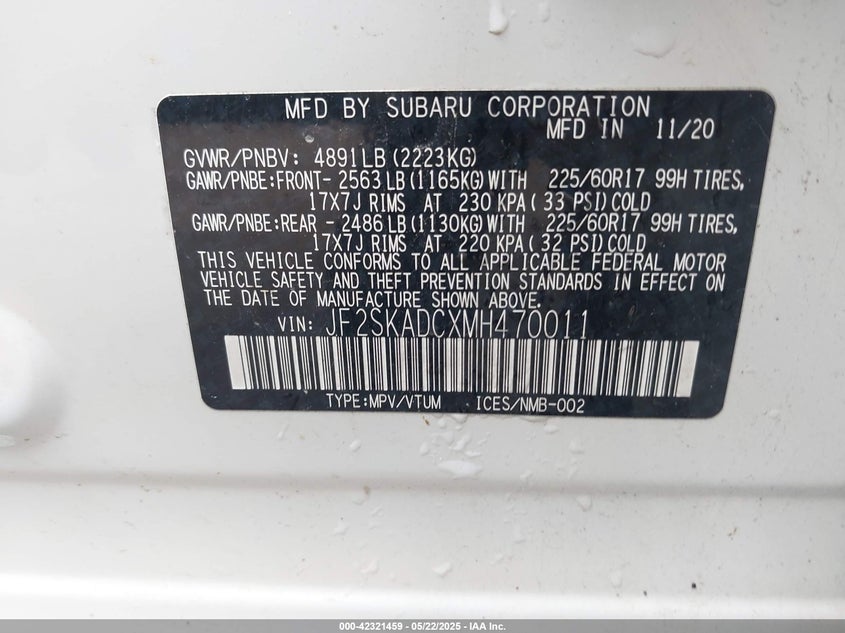 MFD BY SUBARU CORPORATION
MFD IN 11/20
GVWR/PNBV: 4891LB(2223KG)
GAWR/PNBE:FRONT- 2563 LB(1165KG)WITH 225/60R17 99H TIRES,
17X7J RIMS AT 230 KPA( 33 PSI)COLD
GAWR/PNBE:REAR - 2486 LB(1130KG)WITH 225/60R17 99H TIRES,
17X7J RIMS AT 220 KPA( 32 PSI)COLD
THIS VEHICLE CONFORMS TO ALL APPLICABLE FEDERAL MOTOR
VEHICLE SAFETY AND THEFT PREVENTION STANDARDS IN EFFECT ON
THE DATE OF MANUFACTURE SHOWN ABOVE.
VIN: JF2SKADCXMH470011
TYPE:MPV/VTUM ICES/NMB-002
000-42321459 - 05/22/2025 - IAA Inc.